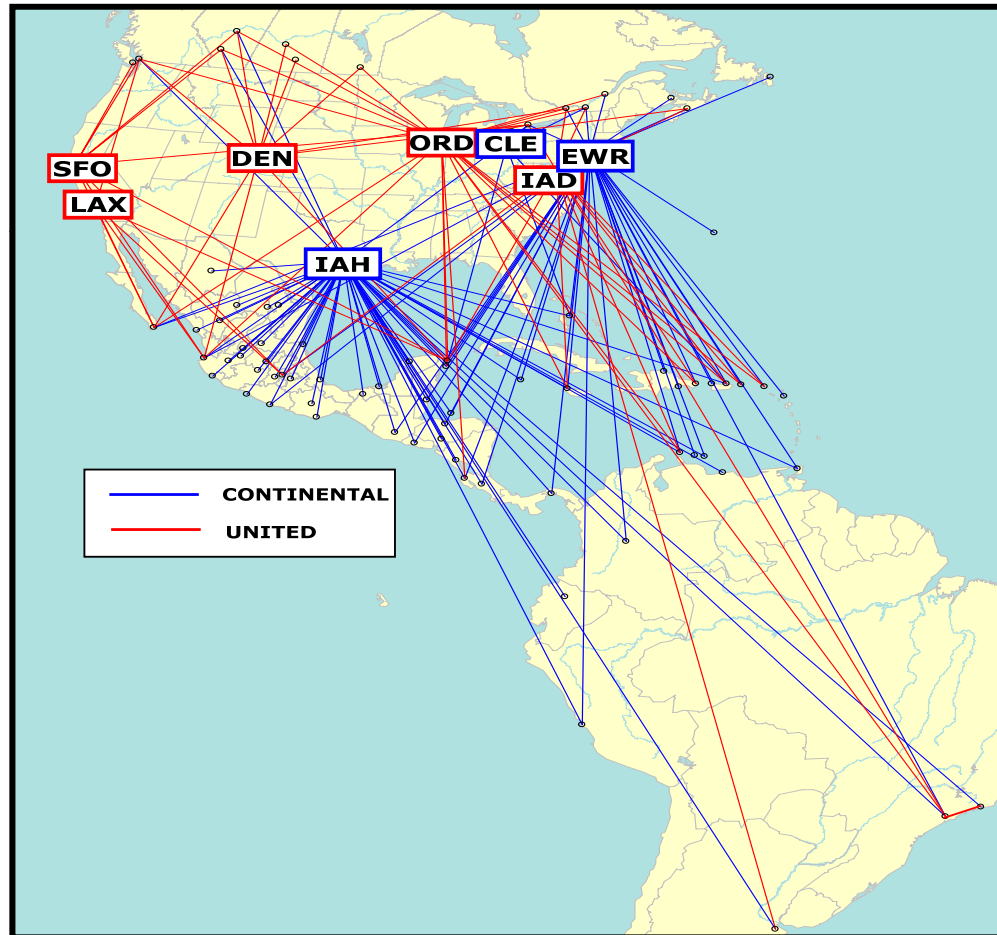 ORD
CLE
EWR
SFO
DEN
IAD
LAX
IAH
CONTINENTAL
UNITED